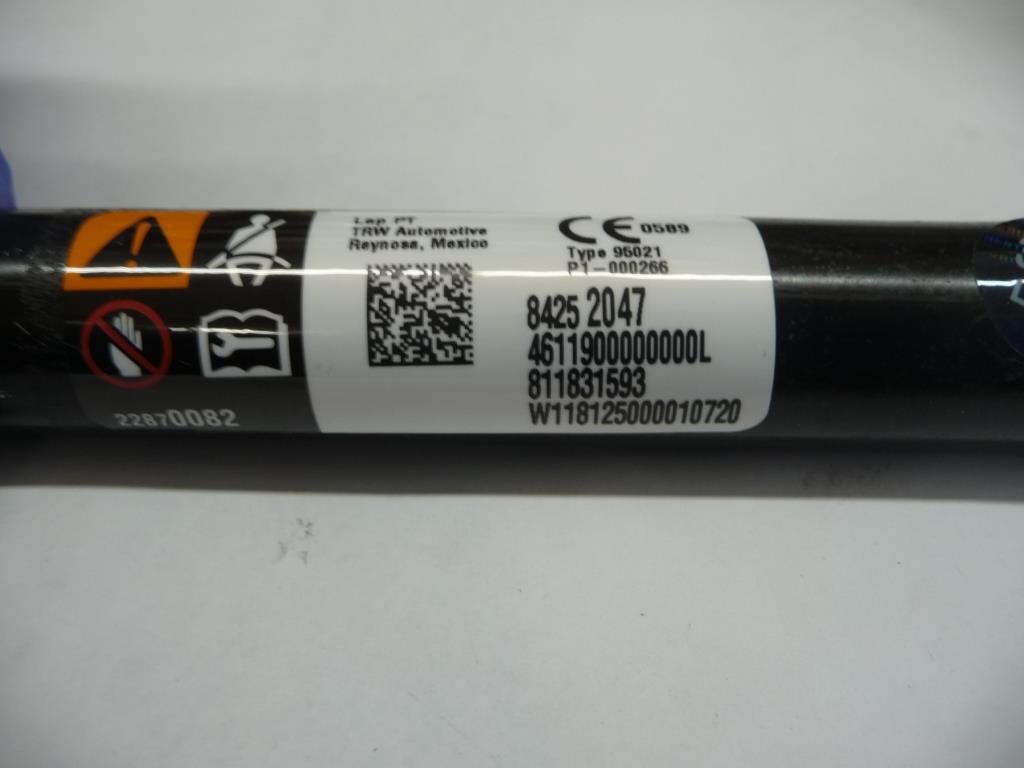 Lap PT
TRW Automotive
Reynosa, Mexico
CE 0589
Type 95021
P1-000266
8425 2047
4611900000000L
811831593
W118125000010720
22870082